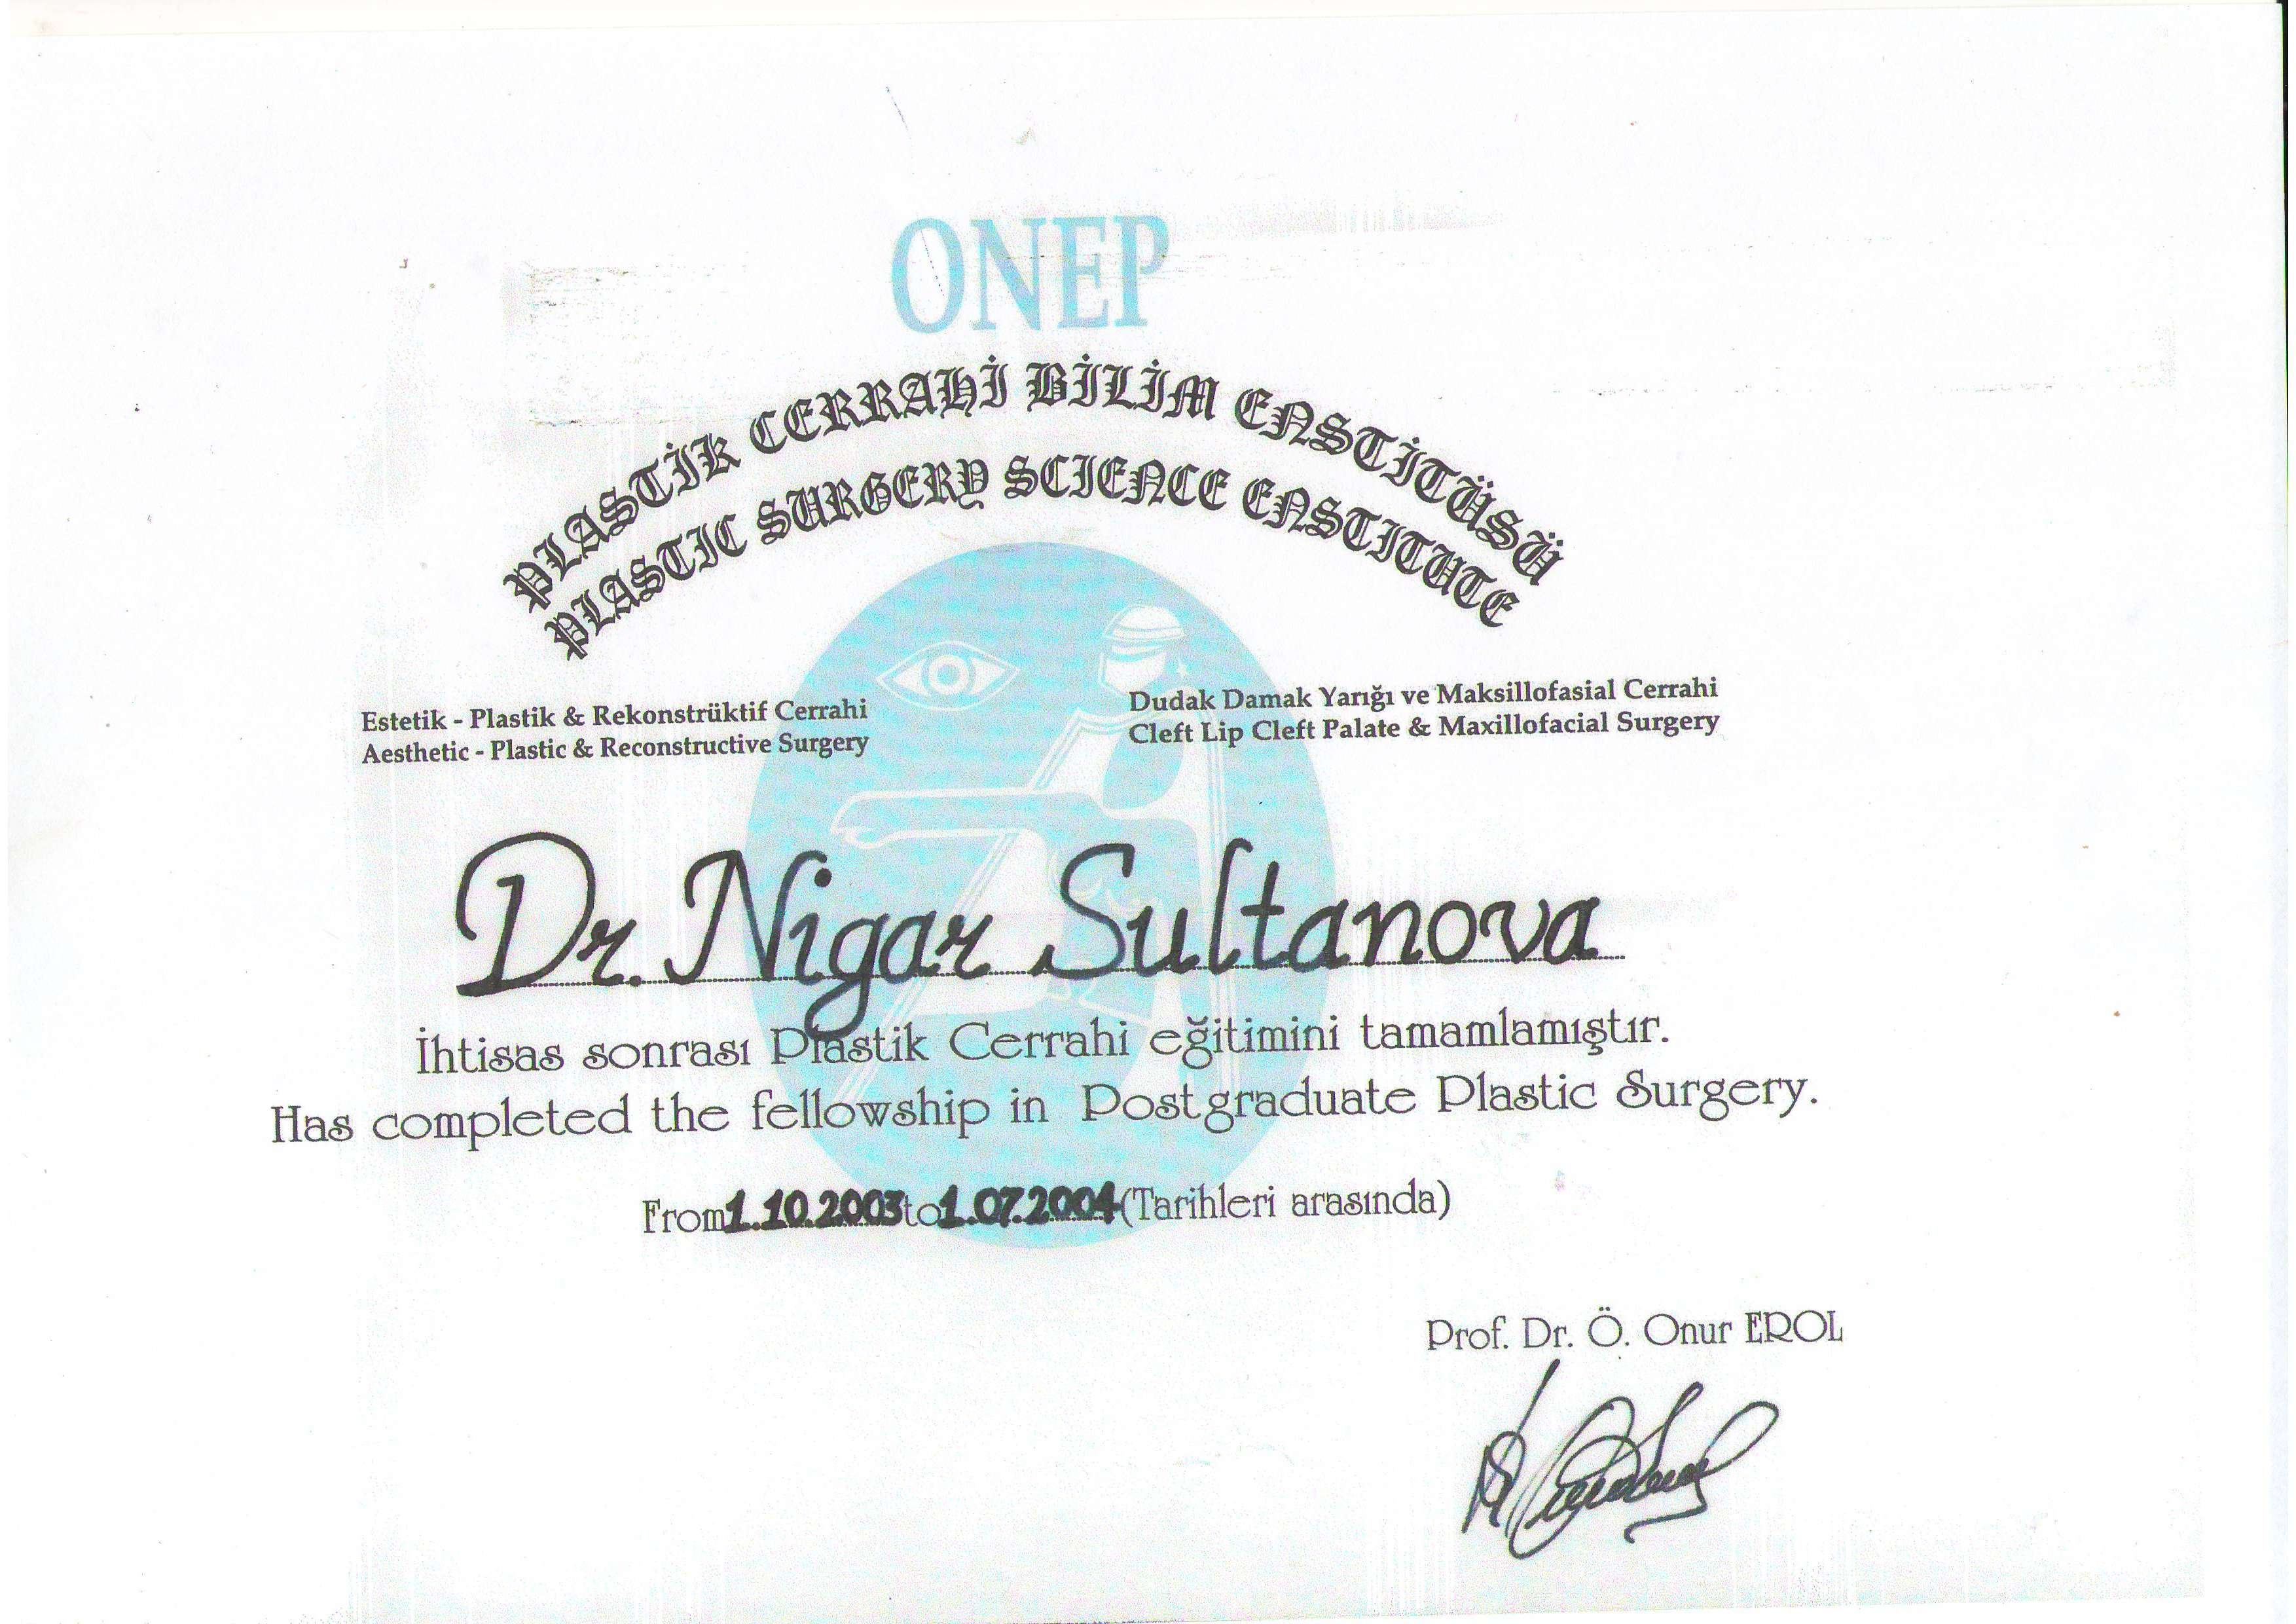 ONEP
PLASTİK CERRAHİ BİLİM ENSTİTÜSÜ
PLASTIC SURGERY SCIENCE ENSTITUTE
Estetik - Plastik & Rekonstrüktif Cerrahi
Aesthetic - Plastic & Reconstructive Surgery
Dudak Damak Yarığı ve Maksillofasial Cerrahi
Cleft Lip Cleft Palate & Maxillofacial Surgery
Dr. Nigar Sultanova
İhtisas sonrası Plastik Cerrahi eğitimini tamamlamıştır.
Has completed the fellowship in Postgraduate Plastic Surgery.
From 1.10.2003 to 1.07.2004 (Tarihleri arasında)
Prof. Dr. Ö. Onur EROL